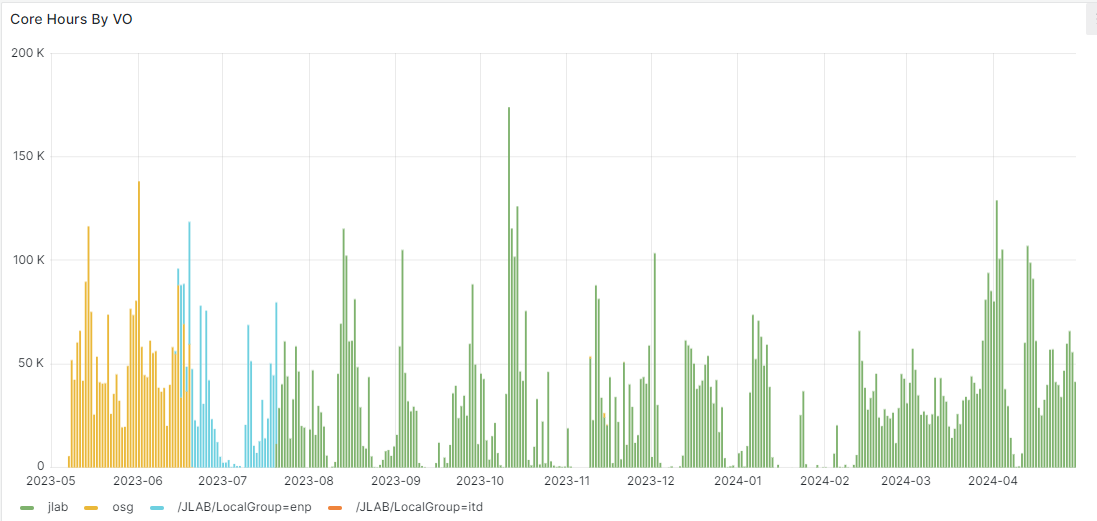 Core Hours By VO
200 K
150 K
100 K
50 K
0
2023-05 2023-06 2023-07 2023-08 2023-09 2023-10 2023-11 2023-12 2024-01 2024-02 2024-03 2024-04
jlab osg /JLAB/LocalGroup=enp /JLAB/LocalGroup=itd